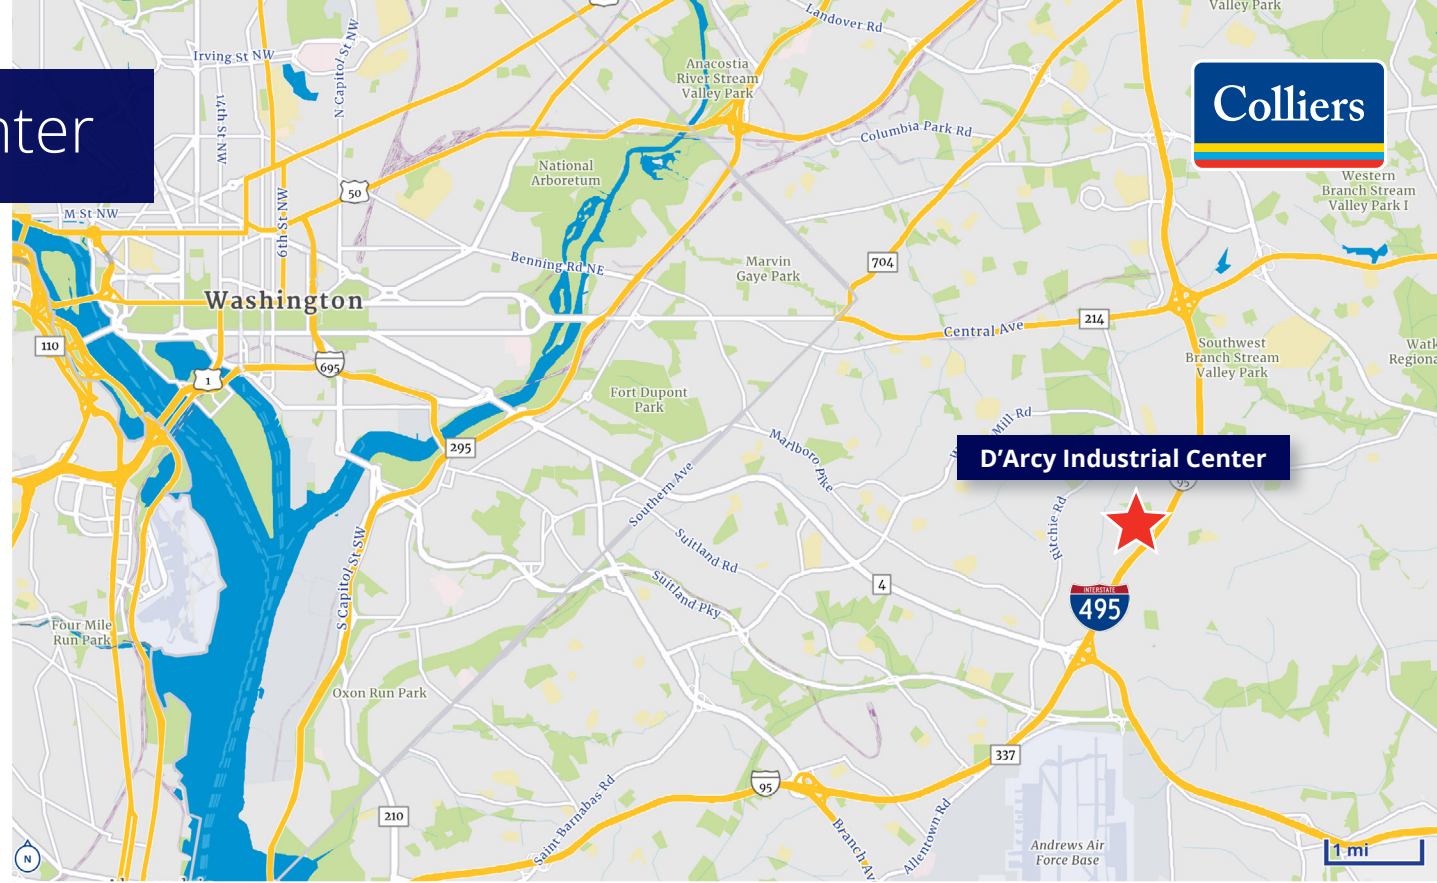 Valley Park
Landover Rd
Irving St NW
N Capitol St NW
14th St NW
Anacostia
River Stream
Valley Park
Colliers
nter
Columbia Park Rd
National
Arboretum
50
Western
Branch Stream
Valley Park I
M St NW
6th St NW
Benning Rd NE
Marvin
Gaye Park
704
Washington
Central Ave
214
110
695
1
Southwest
Branch Stream
Valley Park
Watk
Regiona
Fort Dupont
Park
Mill Rd
295
Marlboro Pike
D’Arcy Industrial Center
95
Southern Ave
Ritchie Rd
Suitland Rd
S Capitol St SW
Suitland Pky
4
INTERSTATE
495
Four Mile
Run Park
Oxon Run Park
337
95
210
Saint Barnabas Rd
Branch Av
Allentown Rd
Andrews Air
Force Base
1 mi
N